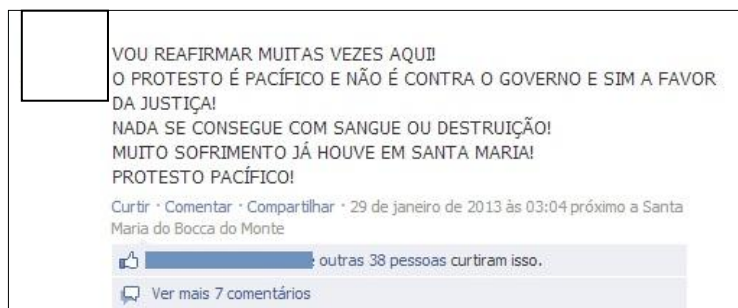 VOU REAFIRMAR MUITAS VEZES AQUI!
O PROTESTO É PACÍFICO E NÃO É CONTRA O GOVERNO E SIM A FAVOR
DA JUSTIÇA!
NADA SE CONSEGUE COM SANGUE OU DESTRUIÇÃO!
MUITO SOFRIMENTO JÁ HOUVE EM SANTA MARIA!
PROTESTO PACÍFICO!
Curtir · Comentar · Compartilhar · 29 de janeiro de 2013 às 03:04 próximo a Santa
Maria do Bocca do Monte
outras 38 pessoas curtiram isso.
Ver mais 7 comentários